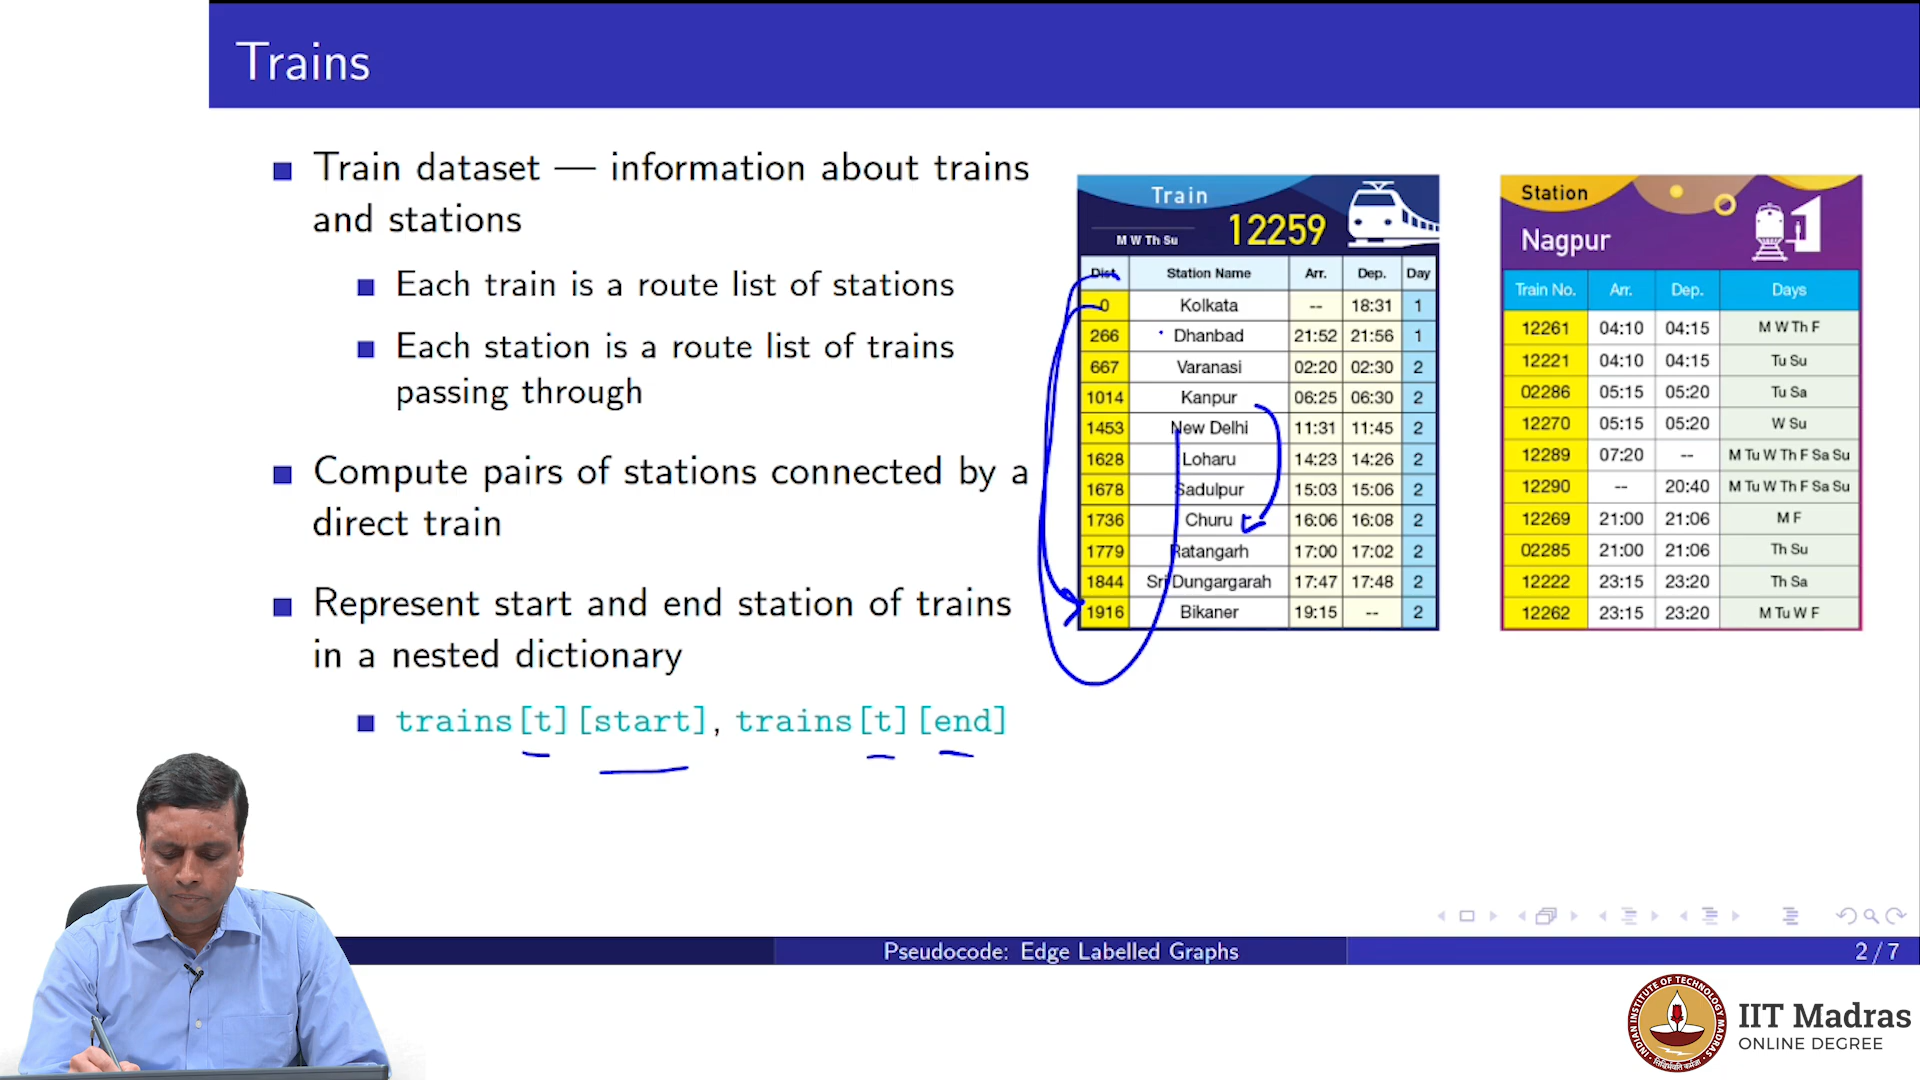 Trains
Train dataset — information about trains
and stations
Each train is a route list of stations
Each station is a route list of trains
passing through
Compute pairs of stations connected by a
direct train
Represent start and end station of trains
in a nested dictionary
trains[t][start], trains[t][end]
Train
M W Th Su 12259
Dist. Station Name Arr. Dep. Day
0 Kolkata -- 18:31 1
266 Dhanbad 21:52 21:56 1
667 Varanasi 02:20 02:30 2
1014 Kanpur 06:25 06:30 2
1453 New Delhi 11:31 11:45 2
1628 Loharu 14:23 14:26 2
1678 Sadulpur 15:03 15:06 2
1736 Churu 16:06 16:08 2
1779 Ratangarh 17:00 17:02 2
1844 Sri Dungargarah 17:47 17:48 2
1916 Bikaner 19:15 -- 2
Station
Nagpur
Train No. Arr. Dep. Days
12261 04:10 04:15 M W Th F
12221 04:10 04:15 Tu Su
02286 05:15 05:20 Tu Sa
12270 05:15 05:20 W Su
12289 07:20 -- M Tu W Th F Sa Su
12290 -- 20:40 M Tu W Th F Sa Su
12269 21:00 21:06 M F
02285 21:00 21:06 Th Su
12222 23:15 23:20 Th Sa
12262 23:15 23:20 M Tu W F
Pseudocode: Edge Labelled Graphs
2 / 7
INDIAN INSTITUTE OF TECHNOLOGY MADRAS
IIT Madras
ONLINE DEGREE